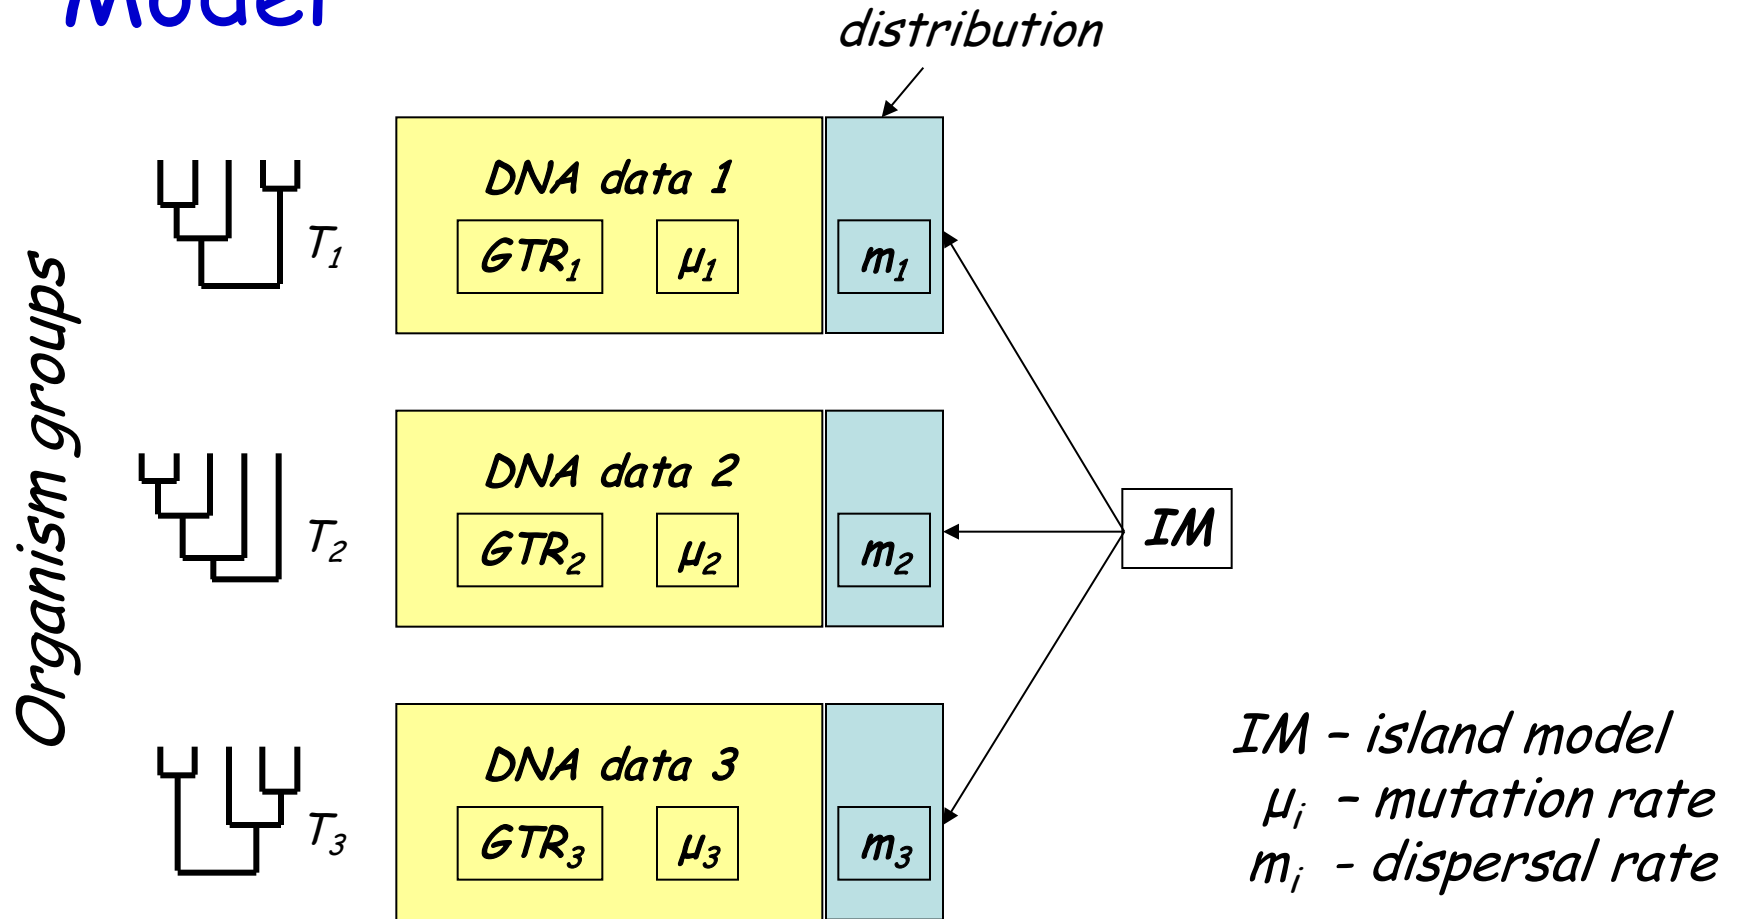 Model
distribution
Organism groups
T1
DNA data 1
GTR1 μ1 m1
T2
DNA data 2
GTR2 μ2 m2
IM
T3
DNA data 3
GTR3 μ3 m3
IM – island model
μi – mutation rate
mi - dispersal rate